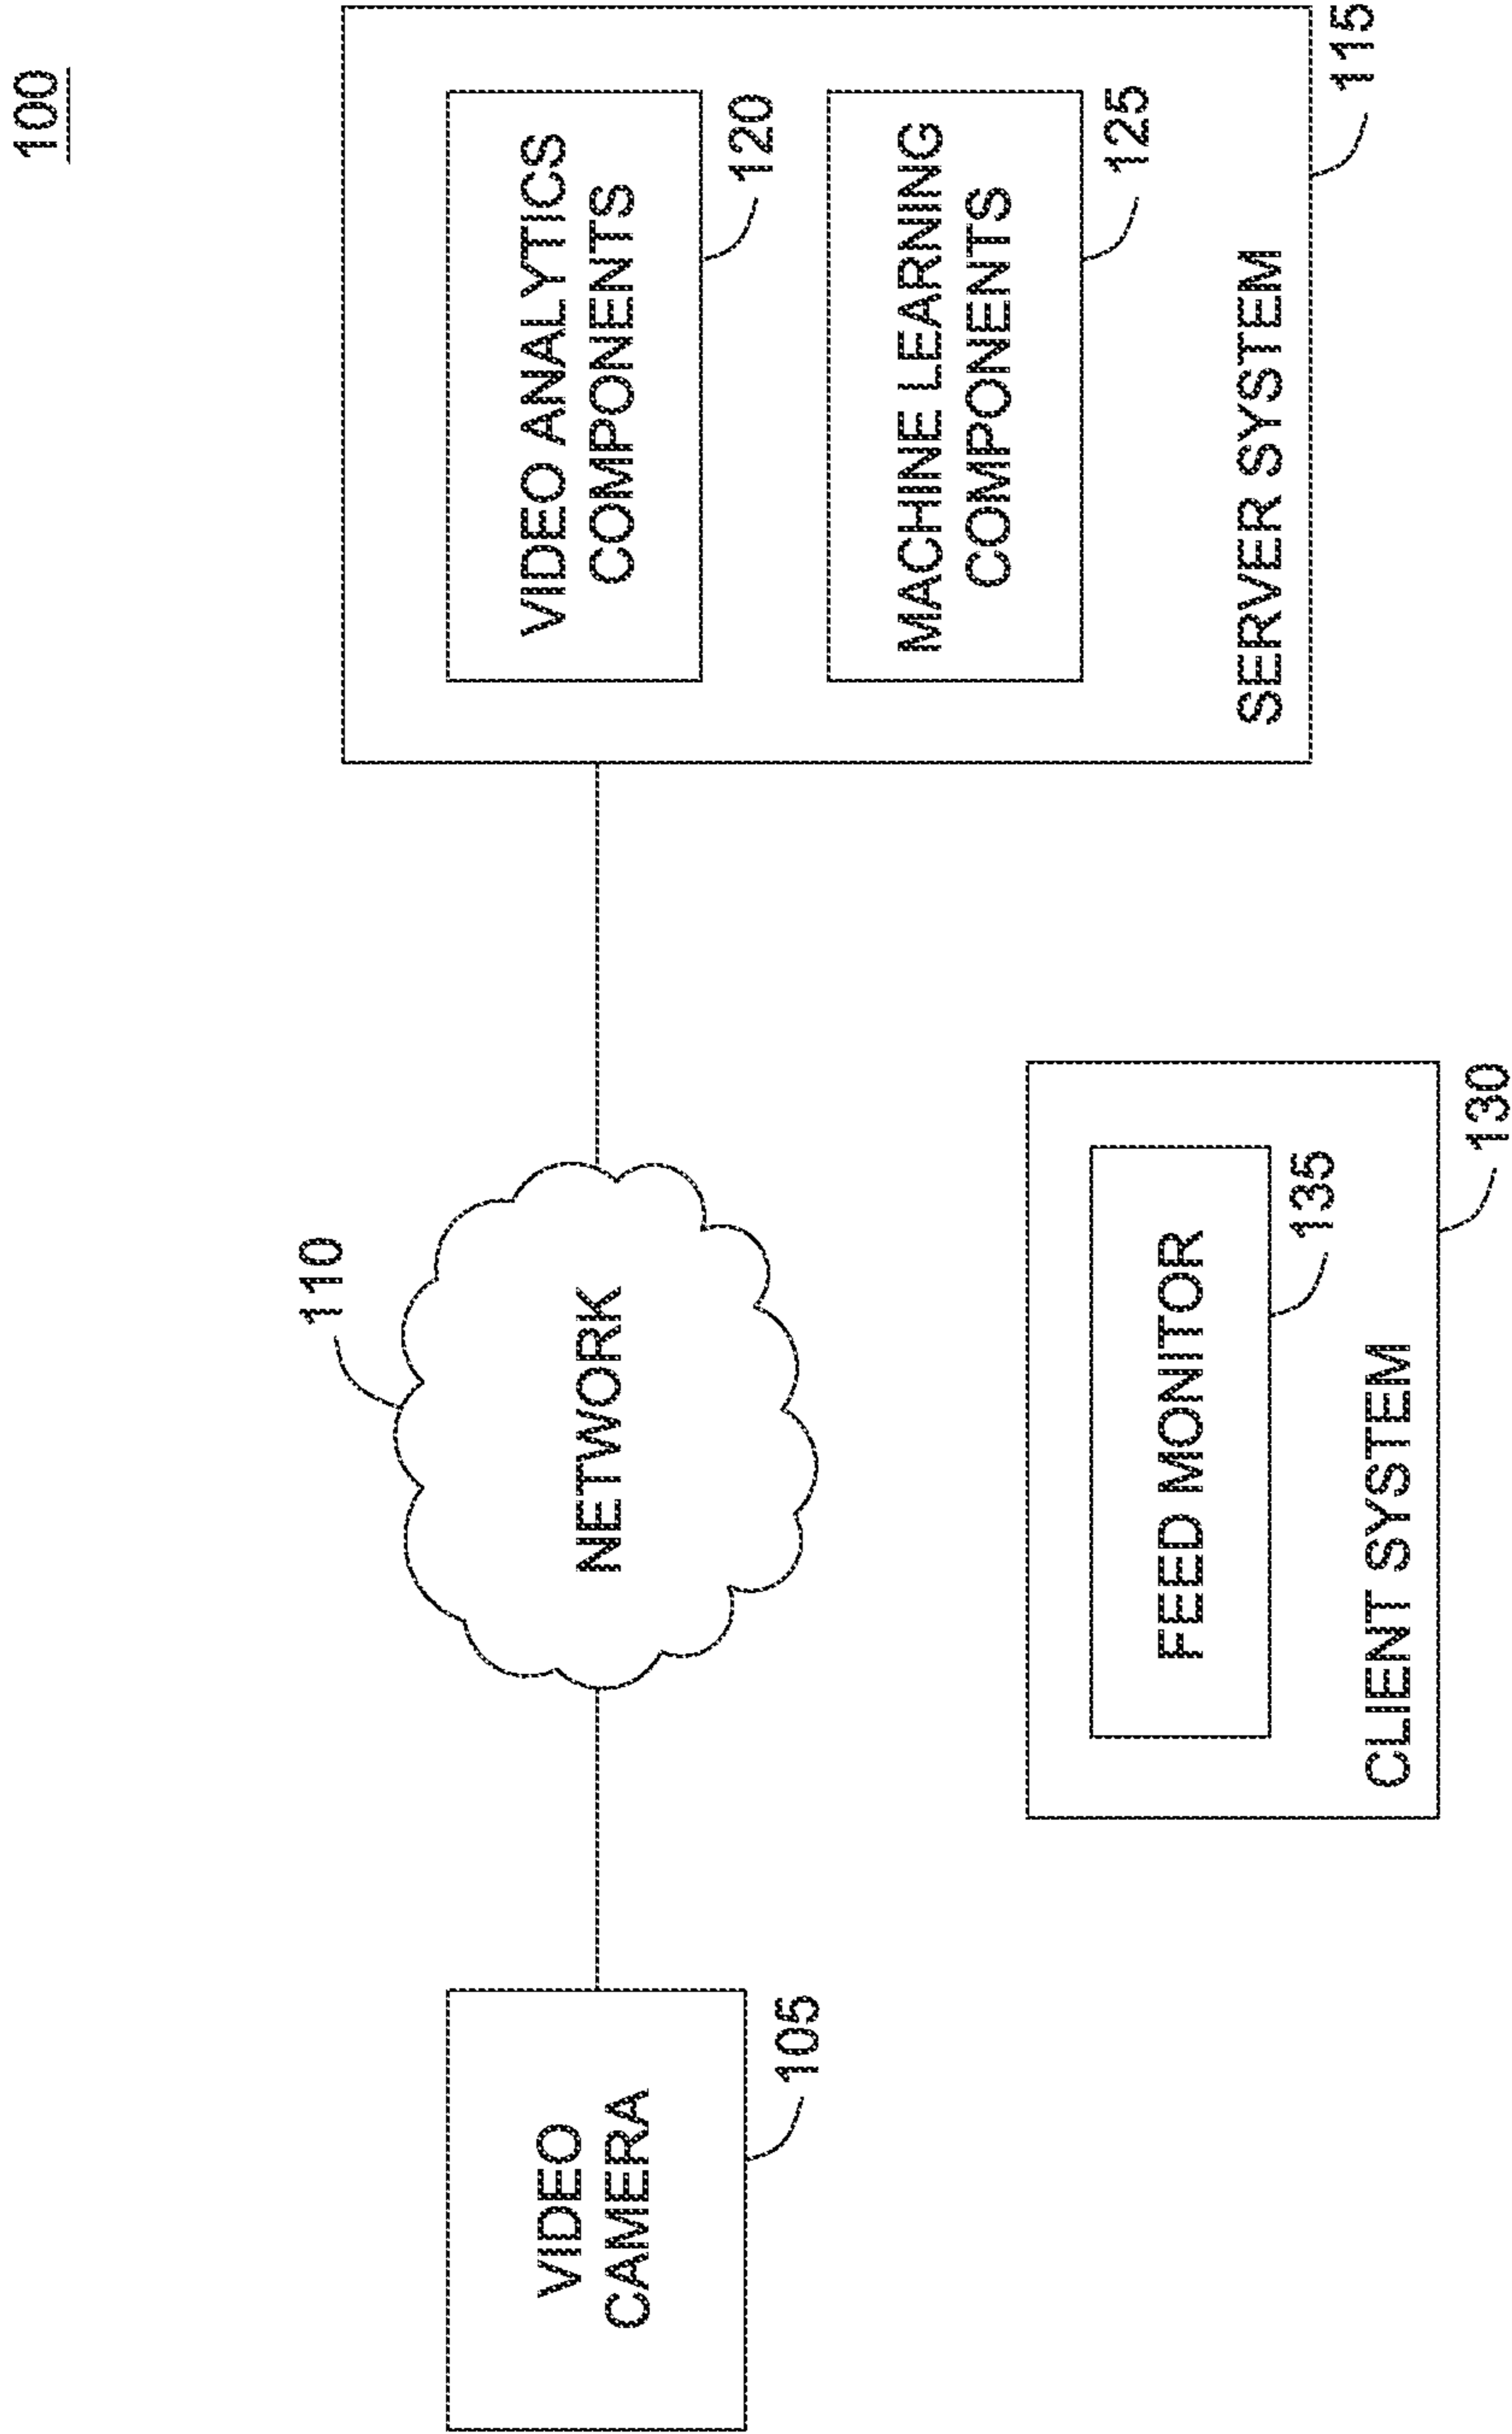 100
110
VIDEO
CAMERA
105
NETWORK
VIDEO ANALYTICS
COMPONENTS
120
MACHINE LEARNING
COMPONENTS
125
SERVER SYSTEM
115
FEED MONITOR
135
CLIENT SYSTEM
130